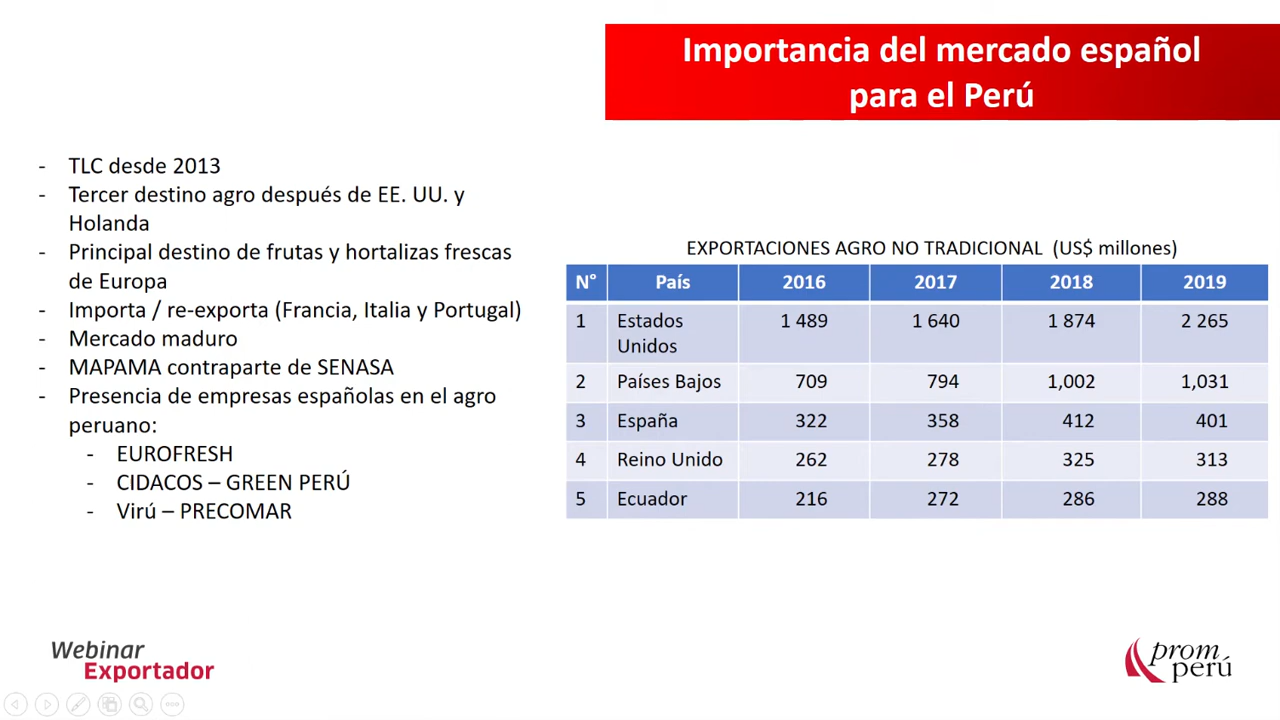 Importancia del mercado español
para el Perú
- TLC desde 2013
- Tercer destino agro después de EE. UU. y
Holanda
- Principal destino de frutas y hortalizas frescas
de Europa
- Importa / re-exporta (Francia, Italia y Portugal)
- Mercado maduro
- MAPAMA contraparte de SENASA
- Presencia de empresas españolas en el agro
peruano:
- EUROFRESH
- CIDACOS – GREEN PERÚ
- Virú – PRECOMAR
EXPORTACIONES AGRO NO TRADICIONAL (US$ millones)
N° País 2016 2017 2018 2019
1 Estados Unidos 1 489 1 640 1 874 2 265
2 Países Bajos 709 794 1,002 1,031
3 España 322 358 412 401
4 Reino Unido 262 278 325 313
5 Ecuador 216 272 286 288
Webinar
Exportador
prom
perú